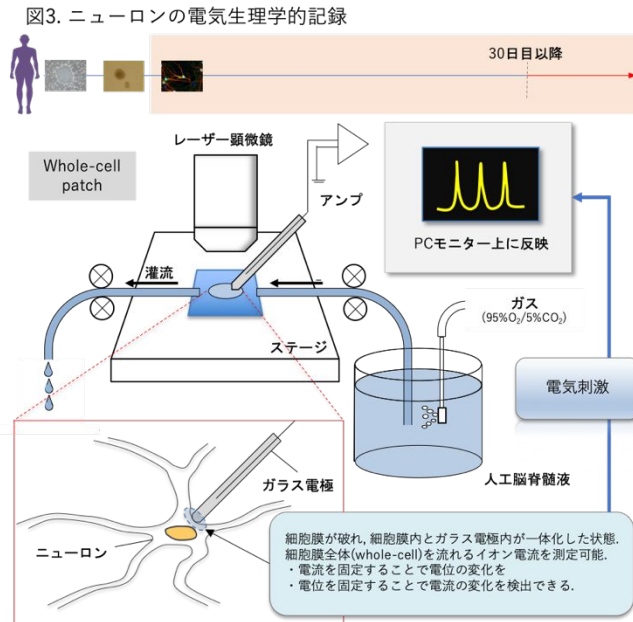 図3. ニューロンの電気生理学的記録
30日目以降
レーザー顕微鏡
Whole-cell
patch
アンプ
PCモニター上に反映
灌流
ガス
(95%O₂/5%CO₂)
ステージ
電気刺激
ガラス電極
人工脳脊髄液
ニューロン
細胞膜が破れ, 細胞膜内とガラス電極内が一体化した状態.
細胞膜全体(whole-cell)を流れるイオン電流を測定可能.
・電流を固定することで電位の変化を
・電位を固定することで電流の変化を検出できる.